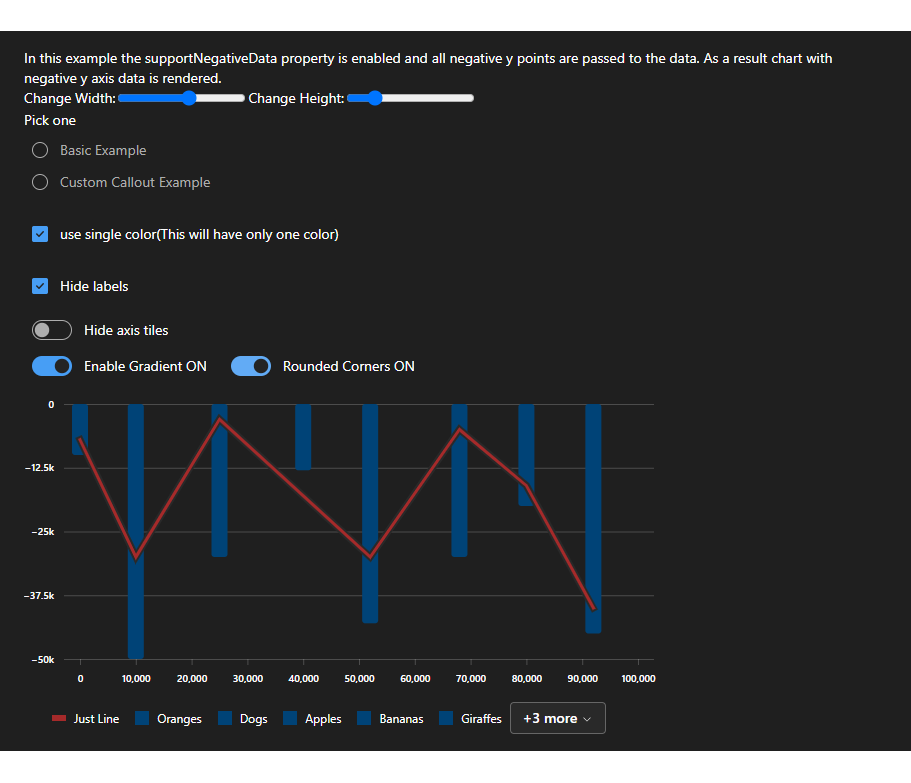 In this example the supportNegativeData property is enabled and all negative y points are passed to the data. As a result chart with
negative y axis data is rendered.
Change Width: Change Height:
Pick one
Basic Example
Custom Callout Example
use single color(This will have only one color)
Hide labels
Hide axis tiles
Enable Gradient ON Rounded Corners ON
0
−12.5k
−25k
−37.5k
−50k
0 10,000 20,000 30,000 40,000 50,000 60,000 70,000 80,000 90,000 100,000
Just Line Oranges Dogs Apples Bananas Giraffes +3 more